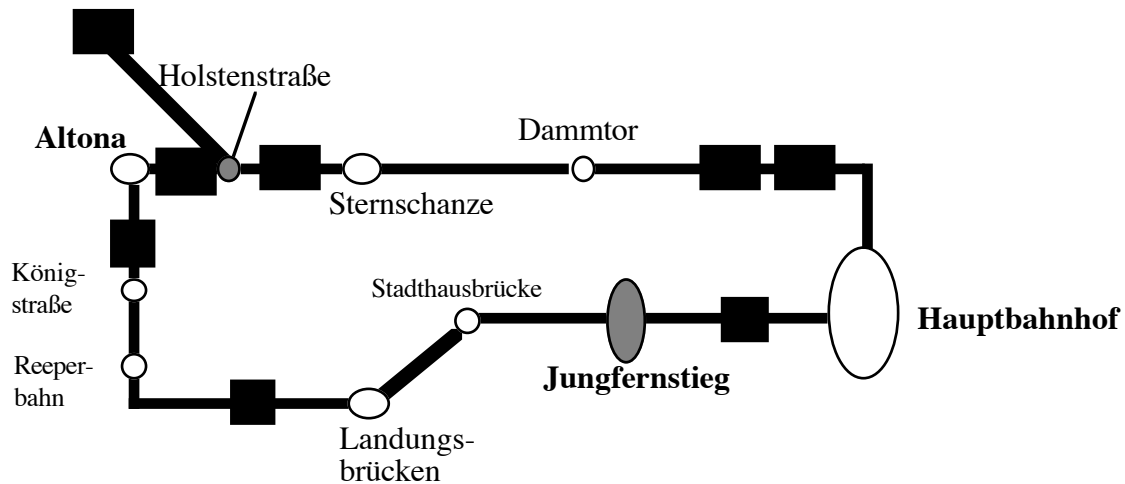 Holstenstraße
Altona
Dammtor
Sternschanze
König-
straße
Stadthausbrücke
Hauptbahnhof
Reeper-
bahn
Jungfernstieg
Landungs-
brücken